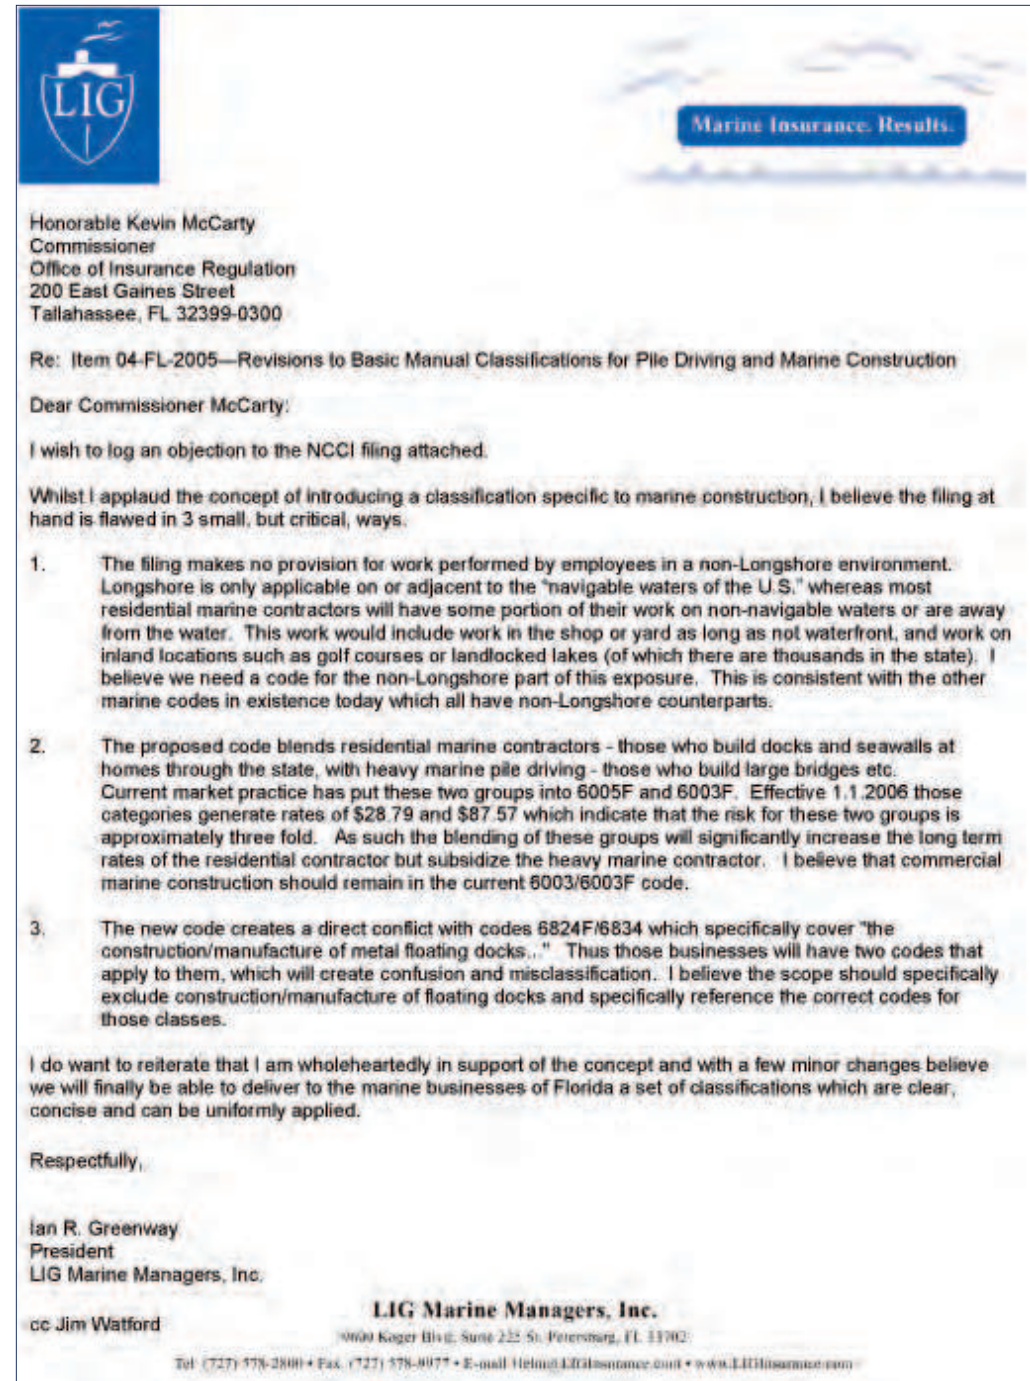 LIG
Marine Insurance. Results.
Honorable Kevin McCarty
Commissioner
Office of Insurance Regulation
200 East Gaines Street
Tallahassee, FL 32399-0300
Re: Item 04-FL-2005—Revisions to Basic Manual Classifications for Pile Driving and Marine Construction
Dear Commissioner McCarty:
I wish to log an objection to the NCCI filing attached.
Whilst I applaud the concept of introducing a classification specific to marine construction, I believe the filing at
hand is flawed in 3 small, but critical, ways.
1. The filing makes no provision for work performed by employees in a non-Longshore environment.
Longshore is only applicable on or adjacent to the "navigable waters of the U.S." whereas most
residential marine contractors will have some portion of their work on non-navigable waters or are away
from the water. This work would include work in the shop or yard as long as not waterfront, and work on
inland locations such as golf courses or landlocked lakes (of which there are thousands in the state). I
believe we need a code for the non-Longshore part of this exposure. This is consistent with the other
marine codes in existence today which all have non-Longshore counterparts.
2. The proposed code blends residential marine contractors - those who build docks and seawalls at
homes through the state, with heavy marine pile driving - those who build large bridges etc.
Current market practice has put these two groups into 6005F and 6003F. Effective 1.1.2006 those
categories generate rates of $28.79 and $87.57 which indicate that the risk for these two groups is
approximately three fold. As such the blending of these groups will significantly increase the long term
rates of the residential contractor but subsidize the heavy marine contractor. I believe that commercial
marine construction should remain in the current 6003/6003F code.
3. The new code creates a direct conflict with codes 6824F/6834 which specifically cover "the
construction/manufacture of metal floating docks..." Thus those businesses will have two codes that
apply to them, which will create confusion and misclassification. I believe the scope should specifically
exclude construction/manufacture of floating docks and specifically reference the correct codes for
those classes.
I do want to reiterate that I am wholeheartedly in support of the concept and with a few minor changes believe
we will finally be able to deliver to the marine businesses of Florida a set of classifications which are clear,
concise and can be uniformly applied.
Respectfully,
Ian R. Greenway
President
LIG Marine Managers, Inc.
cc Jim Watford
LIG Marine Managers, Inc.
Koger Blvd. Suite 225 St. Petersburg, FL
Tel: (727) 578-2800 • Fax: (727) • E-mail